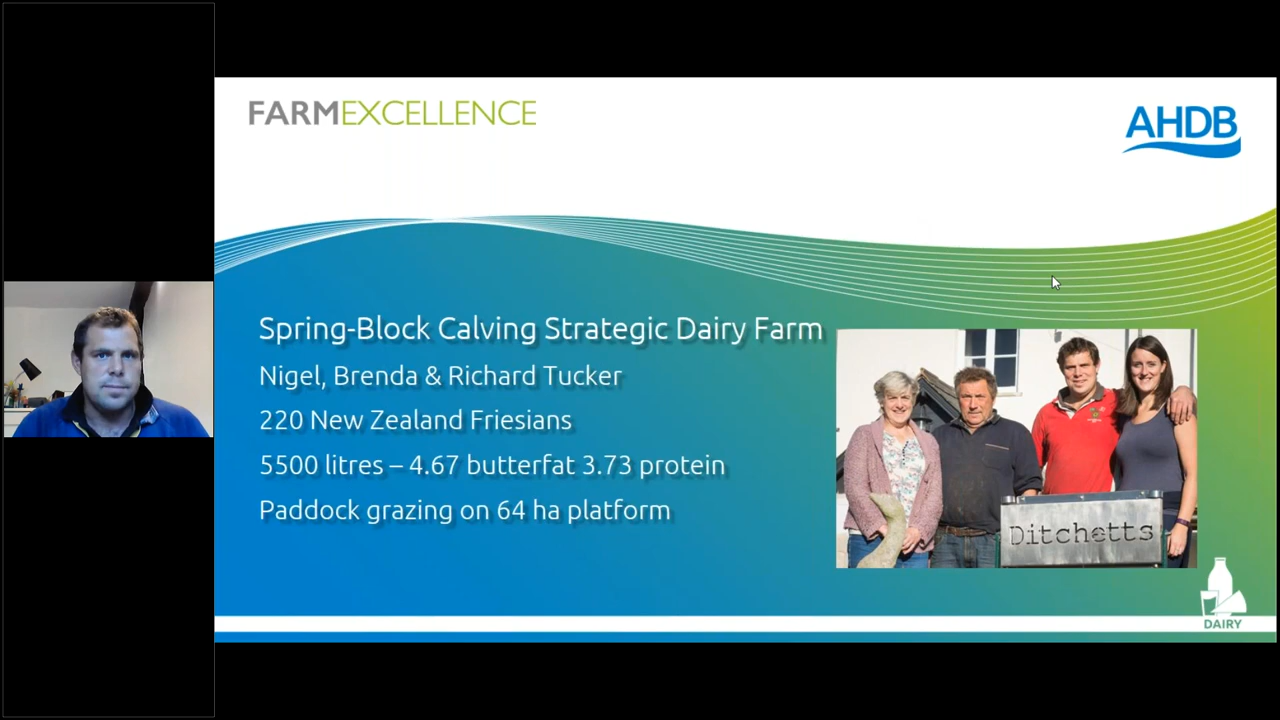 FARMEXCELLENCE
AHDB
Spring-Block Calving Strategic Dairy Farm
Nigel, Brenda & Richard Tucker
220 New Zealand Friesians
5500 litres – 4.67 butterfat 3.73 protein
Paddock grazing on 64 ha platform
Ditchetts
DAIRY